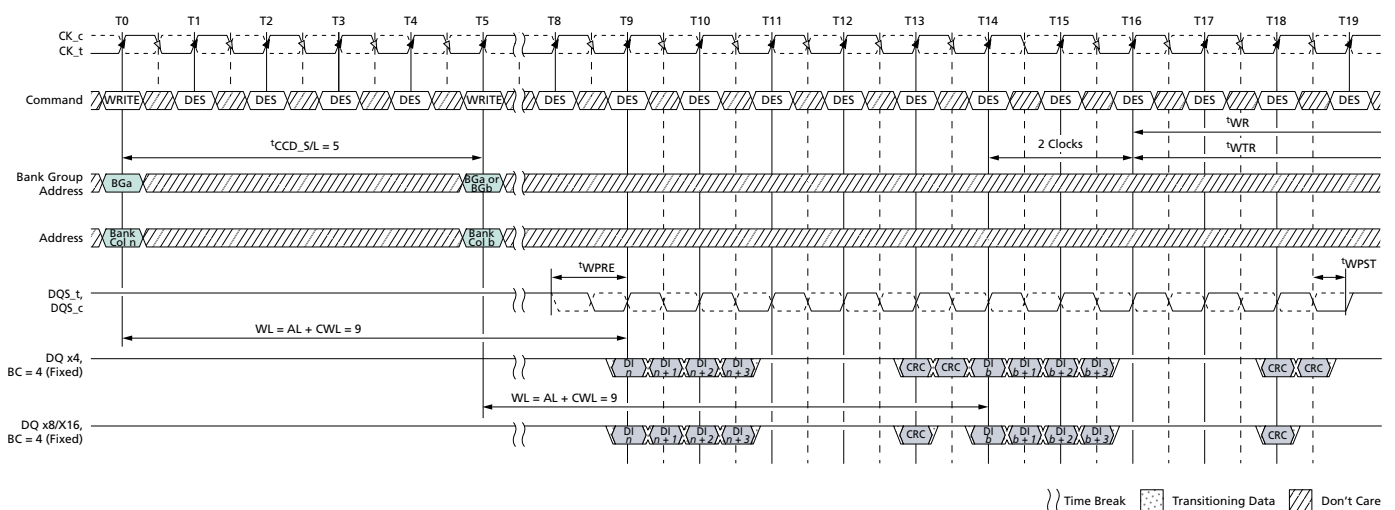 T0 T1 T2 T3 T4 T5 T8 T9 T10 T11 T12 T13 T14 T15 T16 T17 T18 T19
CK_c
CK_t
Command WRITE DES DES DES DES WRITE DES DES DES DES DES DES DES DES DES DES DES DES
tWR
tCCD_S/L = 5 2 Clocks tWTR
Bank Group
Address
BGa BGa or
BGb
Address Bank
Col n Bank
Col b
tWPRE tWPST
DQS_t,
DQS_c
WL = AL + CWL = 9
DQ x4,
BC = 4 (Fixed)
DI
n DI
n + 1 DI
n + 2 DI
n + 3 CRC CRC DI
b DI
b + 1 DI
b + 2 DI
b + 3 CRC CRC
WL = AL + CWL = 9
DQ x8/X16,
BC = 4 (Fixed)
DI
n DI
n + 1 DI
n + 2 DI
n + 3 CRC DI
b DI
b + 1 DI
b + 2 DI
b + 3 CRC
Time Break Transitioning Data Don't Care